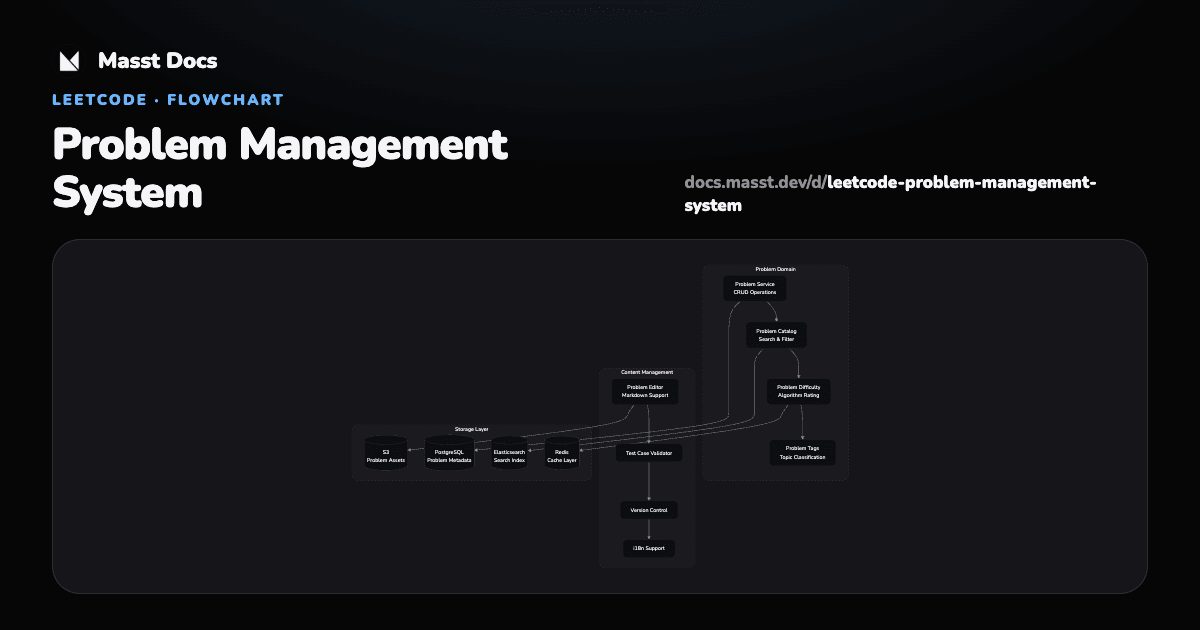 Masst Docs
LEETCODE · FLOWCHART
Problem Management
System
docs.masst.dev/d/leetcode-problem-management-
system
Problem Domain
Problem Service
CRUD Operations
Problem Catalog
Search & Filter
Content Management
Problem Editor
Markdown Support
Problem Difficulty
Algorithm Rating
Storage Layer
S3
Problem Assets
PostgreSQL
Problem Metadata
Elasticsearch
Search Index
Redis
Cache Layer
Test Case Validator
Problem Tags
Topic Classification
Version Control
i18n Support